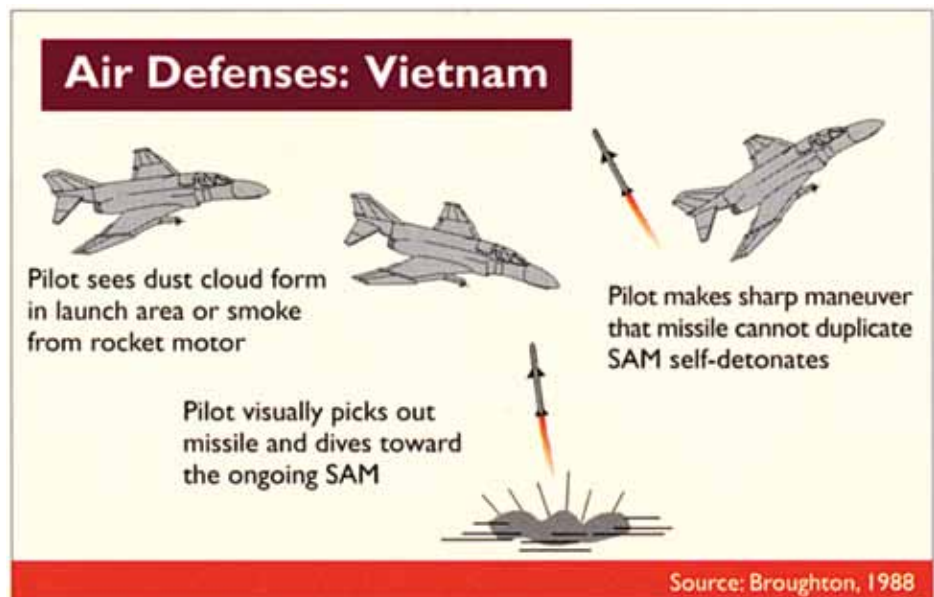 Air Defenses: Vietnam
Pilot sees dust cloud form
in launch area or smoke
from rocket motor
Pilot visually picks out
missile and dives toward
the ongoing SAM
Pilot makes sharp maneuver
that missile cannot duplicate
SAM self-detonates
Source: Broughton, 1988